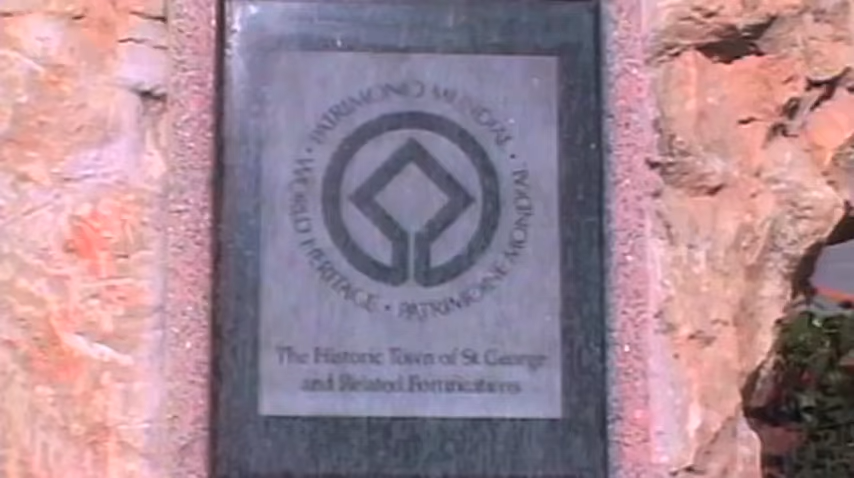 WORLD HERITAGE • PATRIMONIO MUNDIAL • PATRIMOINE MONDIAL •
The Historic Town of St George
and Related Fortifications